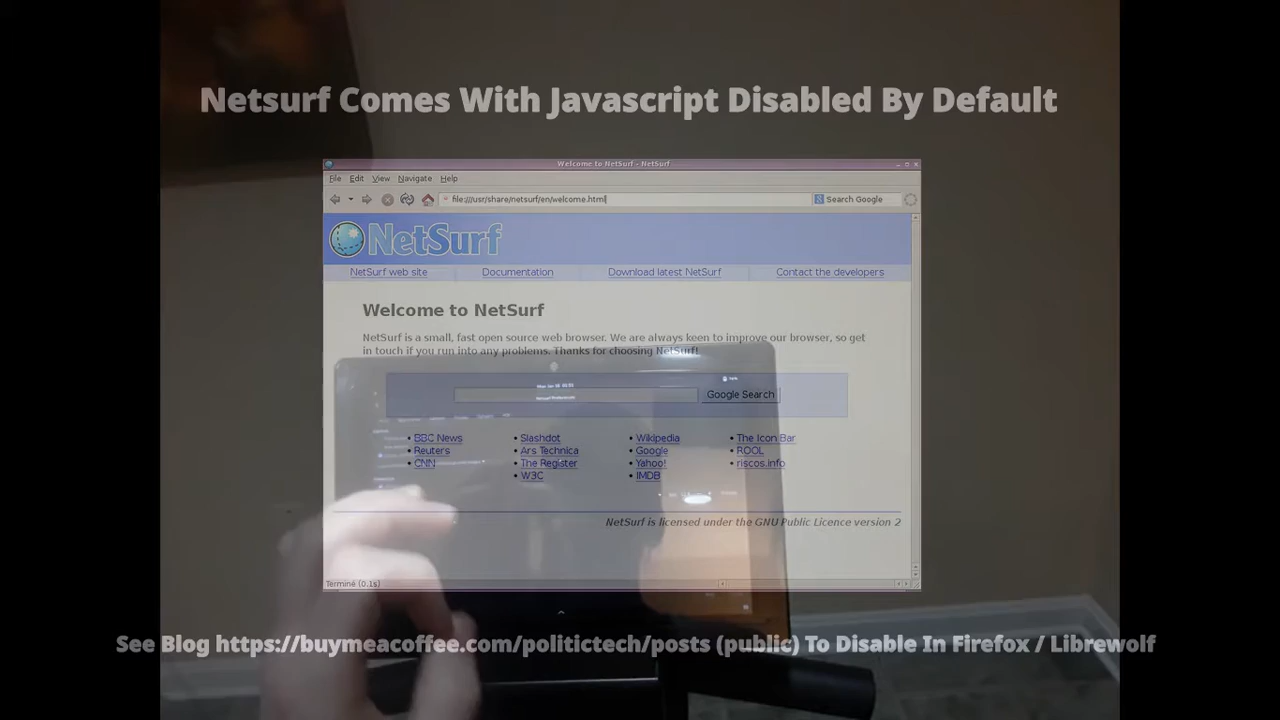 Netsurf Comes With Javascript Disabled By Default
Welcome to NetSurf - NetSurf
File Edit View Navigate Help
file:///usr/share/netsurf/en/welcome.html Search Google
NetSurf
NetSurf web site Documentation Download latest NetSurf Contact the developers
Welcome to NetSurf
NetSurf is a small, fast open source web browser. We are always keen to improve our browser, so get
in touch if you run into any problems. Thanks for choosing NetSurf!
Google Search
• BBC News • Slashdot • Wikipedia • The Icon Bar
• Reuters • Ars Technica • Google • ROOL
• CNN • The Register • Yahoo! • riscos.info
• W3C • IMDB
NetSurf is licensed under the GNU Public Licence version 2
Terminé (0.1s)
See Blog https://buymeacoffee.com/politictech/posts (public) To Disable In Firefox / Librewolf